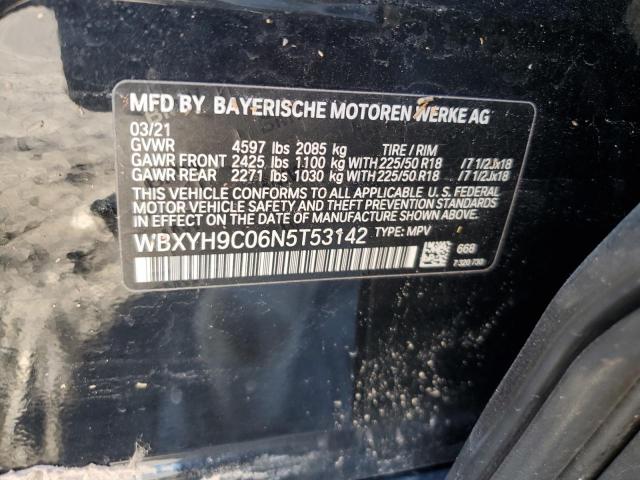 MFD BY BAYERISCHE MOTOREN WERKE AG
03/21
GVWR 4597 lbs 2085 kg TIRE / RIM
GAWR FRONT 2425 lbs 1100 kg WITH 225/50 R18 /7 1/2Jx18
GAWR REAR 2271 lbs 1030 kg WITH 225/50 R18 /7 1/2Jx18
THIS VEHICLE CONFORMS TO ALL APPLICABLE U. S. FEDERAL
MOTOR VEHICLE SAFETY AND THEFT PREVENTION STANDARDS
IN EFFECT ON THE DATE OF MANUFACTURE SHOWN ABOVE.
WBXYH9C06N5T53142 TYPE: MPV
668
7 320 730